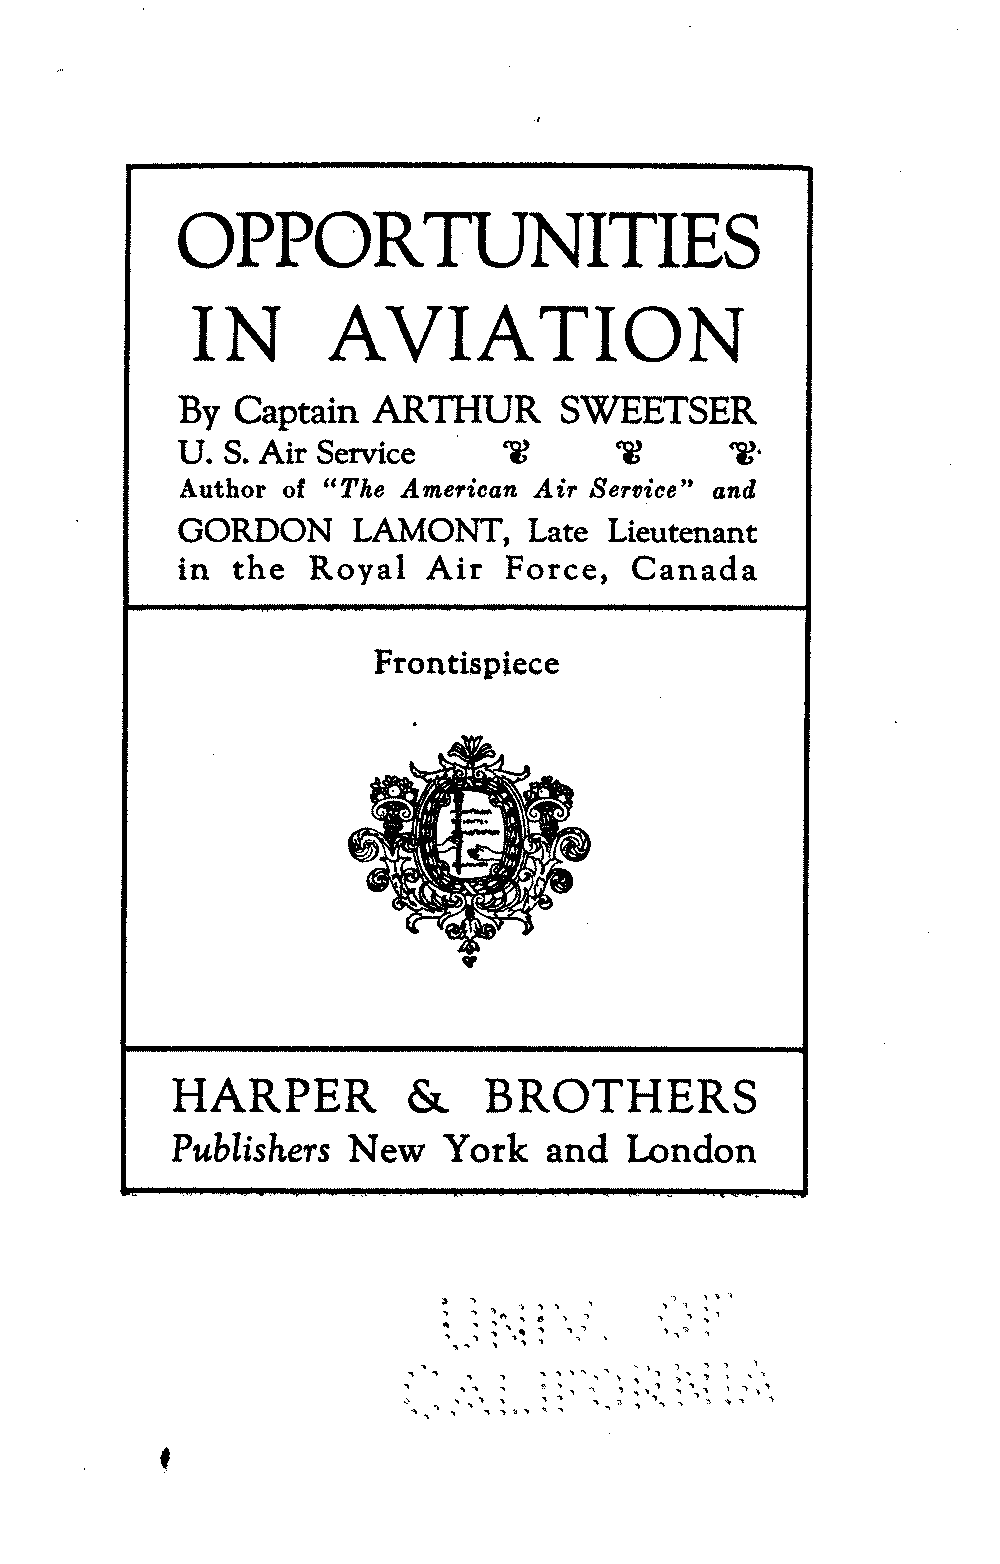 OPPORTUNITIES
IN AVIATION
By Captain ARTHUR SWEETSER
U. S. Air Service
Author of "The American Air Service" and
GORDON LAMONT, Late Lieutenant
in the Royal Air Force, Canada
Frontispiece
HARPER & BROTHERS
Publishers New York and London
UNIV. OF
CALIFORNIA